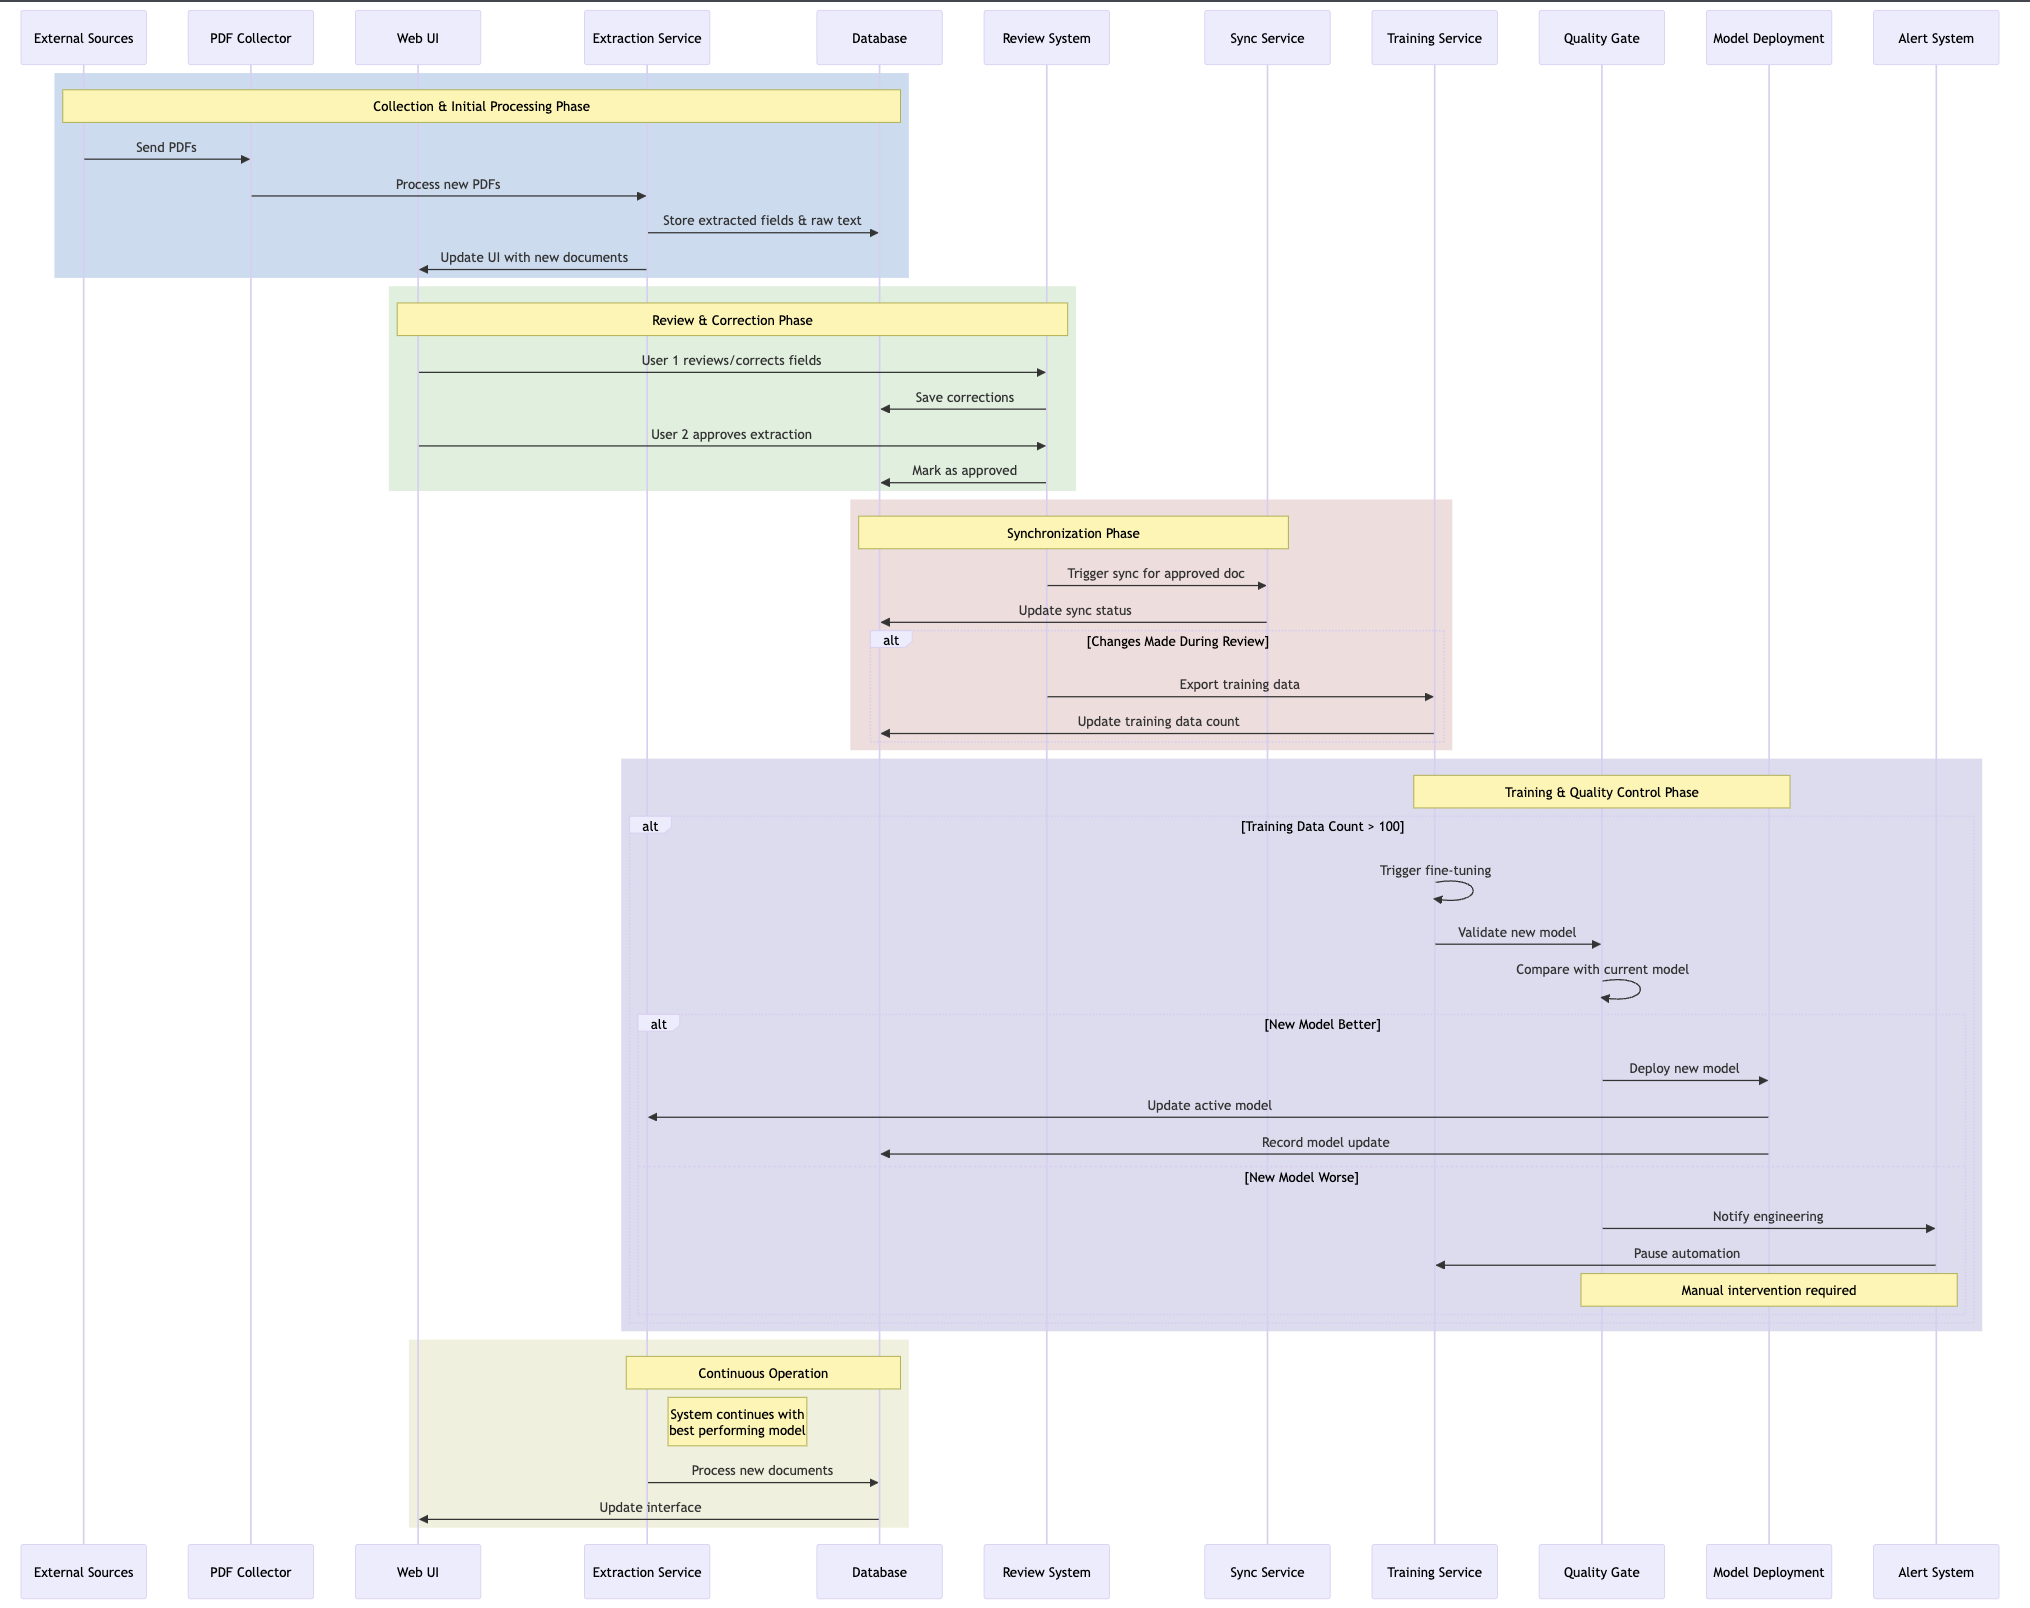 External Sources
PDF Collector
Web UI
Extraction Service
Database
Review System
Sync Service
Training Service
Quality Gate
Model Deployment
Alert System
Collection & Initial Processing Phase
Send PDFs
Process new PDFs
Store extracted fields & raw text
Update UI with new documents
Review & Correction Phase
User 1 reviews/corrects fields
Save corrections
User 2 approves extraction
Mark as approved
Synchronization Phase
Trigger sync for approved doc
Update sync status
alt
[Changes Made During Review]
Export training data
Update training data count
Training & Quality Control Phase
alt
[Training Data Count > 100]
Trigger fine-tuning
Validate new model
Compare with current model
alt
[New Model Better]
Deploy new model
Update active model
Record model update
[New Model Worse]
Notify engineering
Pause automation
Manual intervention required
Continuous Operation
System continues with
best performing model
Process new documents
Update interface
External Sources
PDF Collector
Web UI
Extraction Service
Database
Review System
Sync Service
Training Service
Quality Gate
Model Deployment
Alert System